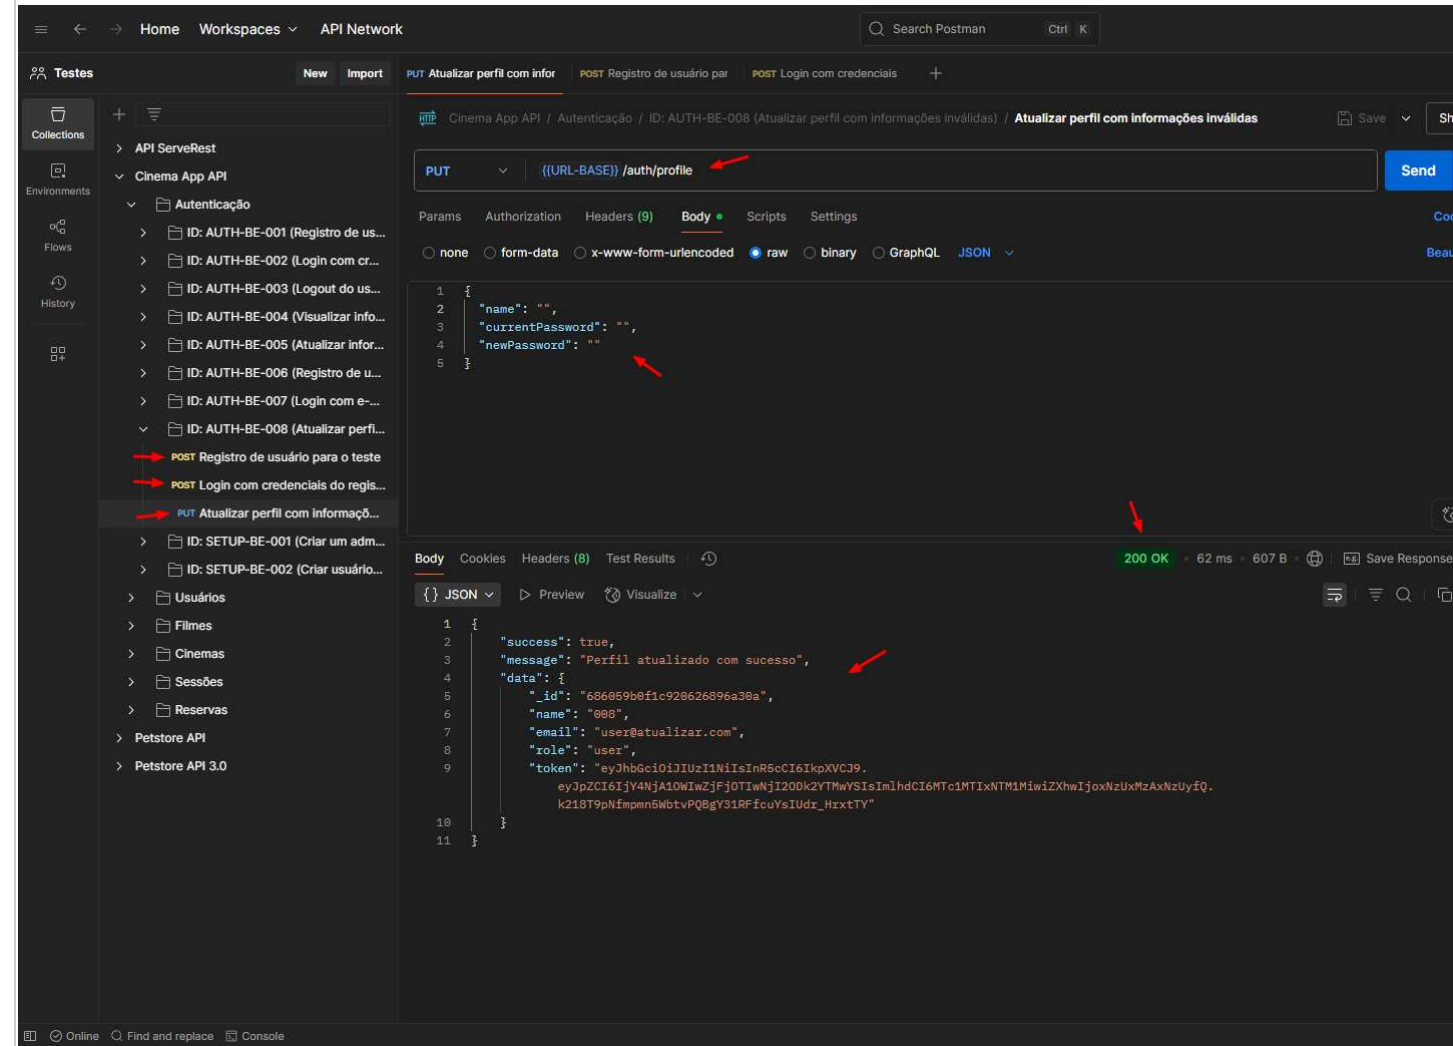 Home Workspaces API Network
Search Postman Ctrl K
Testes New Import
PUT Atualizar perfil com infor POST Registro de usuário par POST Login com credenciais
Collections
Environments
Flows
History
API ServeRest
Cinema App API
Autenticação
ID: AUTH-BE-001 (Registro de us...
ID: AUTH-BE-002 (Login com cr...
ID: AUTH-BE-003 (Logout do us...
ID: AUTH-BE-004 (Visualizar info...
ID: AUTH-BE-005 (Atualizar infor...
ID: AUTH-BE-006 (Registro de u...
ID: AUTH-BE-007 (Login com e-...
ID: AUTH-BE-008 (Atualizar perfi...
POST Registro de usuário para o teste
POST Login com credenciais do regis...
PUT Atualizar perfil com informaçõ...
ID: SETUP-BE-001 (Criar um adm...
ID: SETUP-BE-002 (Criar usuário...
Usuários
Filmes
Cinemas
Sessões
Reservas
Petstore API
Petstore API 3.0
HTTP Cinema App API / Autenticação / ID: AUTH-BE-008 (Atualizar perfil com informações inválidas) / Atualizar perfil com informações inválidas Save Sh
PUT {{URL-BASE}} /auth/profile Send
Params Authorization Headers (9) Body Scripts Settings Coo
none form-data x-www-form-urlencoded raw binary GraphQL JSON Beau
1 {
2 "name": "",
3 "currentPassword": "",
4 "newPassword": ""
5 }
Body Cookies Headers (8) Test Results 200 OK 62 ms 607 B Save Response
{} JSON Preview Visualize
1 {
2 "success": true,
3 "message": "Perfil atualizado com sucesso",
4 "data": {
5 "_id": "686059b0f1c920626896a30a",
6 "name": "008",
7 "email": "user@atualizar.com",
8 "role": "user",
9 "token": "eyJhbGciOiJIUzI1NiIsInR5cCI6IkpXVCJ9.
10 }
11 }
Online Find and replace Console